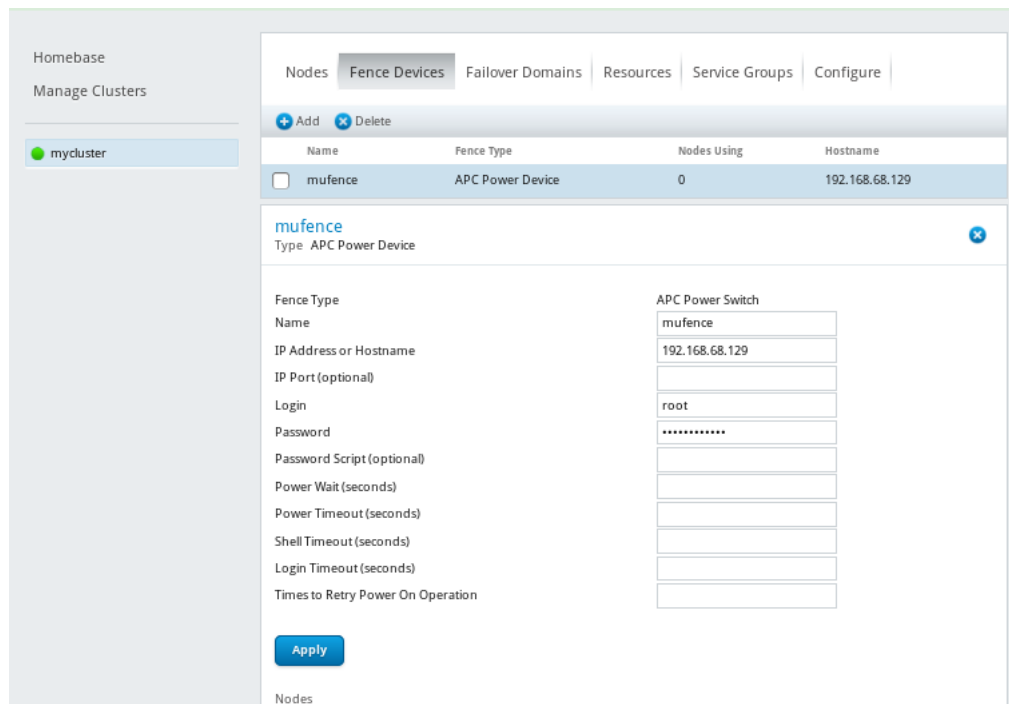 Homebase
Manage Clusters
mycluster
Nodes Fence Devices Failover Domains Resources Service Groups Configure
Add Delete
Name Fence Type Nodes Using Hostname
mufence APC Power Device 0 192.168.68.129
mufence
Type APC Power Device
Fence Type APC Power Switch
Name mufence
IP Address or Hostname 192.168.68.129
IP Port (optional)
Login root
Password ••••••••••••
Password Script (optional)
Power Wait (seconds)
Power Timeout (seconds)
Shell Timeout (seconds)
Login Timeout (seconds)
Times to Retry Power On Operation
Apply
Nodes